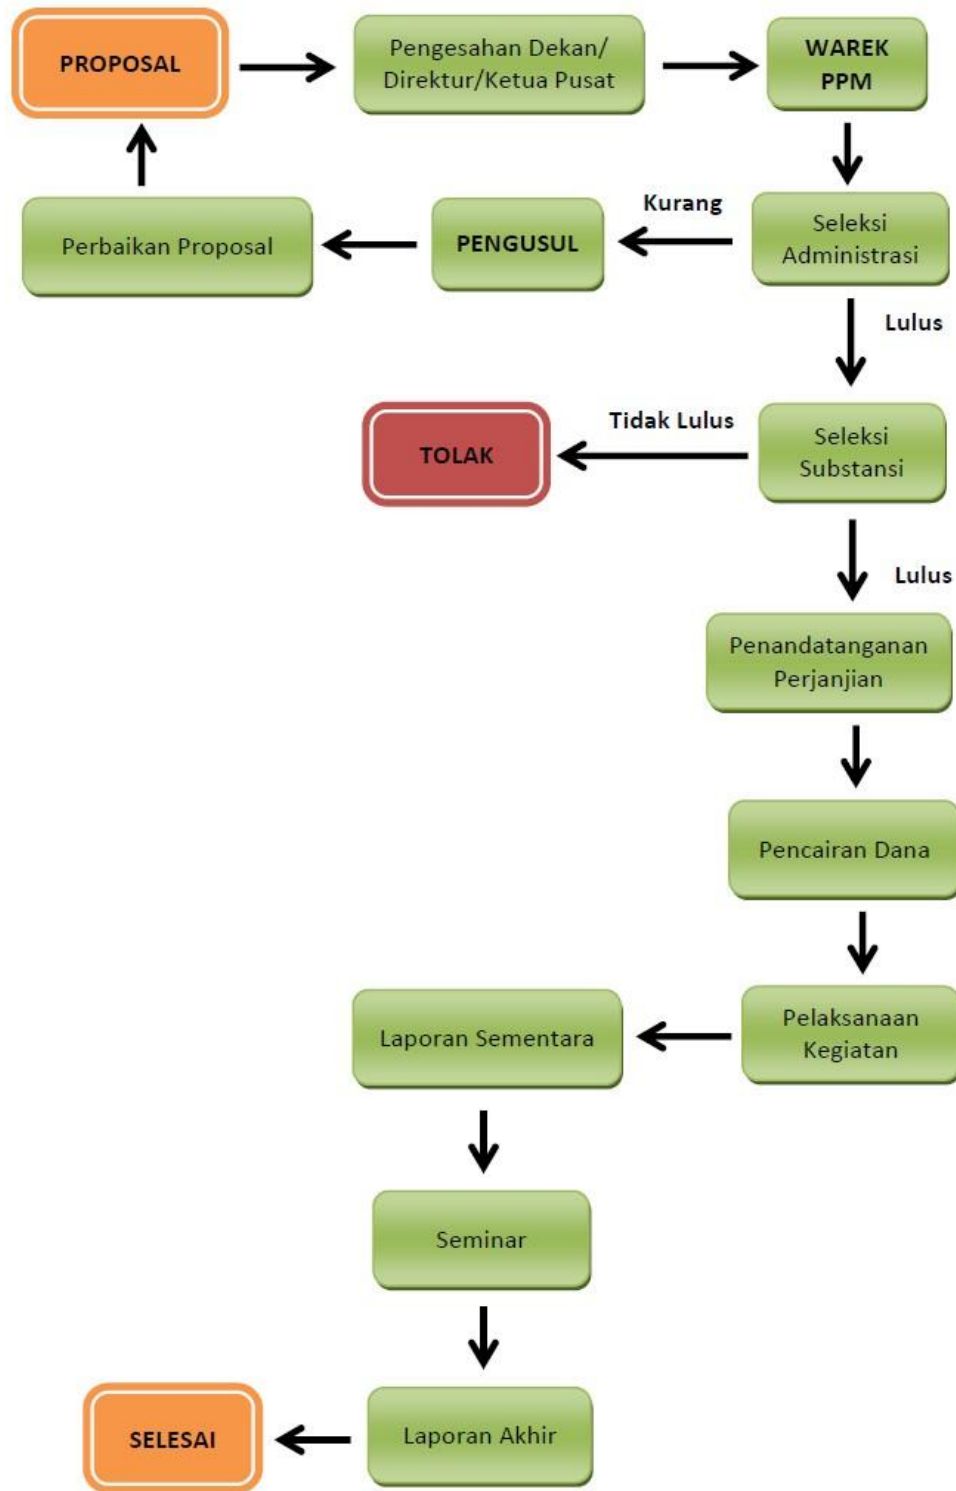 PROPOSAL
Pengesahan Dekan/
Direktur/Ketua Pusat
WAREK
PPM
Perbaikan Proposal
PENGUSUL
Kurang
Seleksi
Administrasi
Lulus
TOLAK
Tidak Lulus
Seleksi
Substansi
Lulus
Penandatanganan
Perjanjian
Pencairan Dana
Laporan Sementara
Pelaksanaan
Kegiatan
Seminar
SELESAI
Laporan Akhir